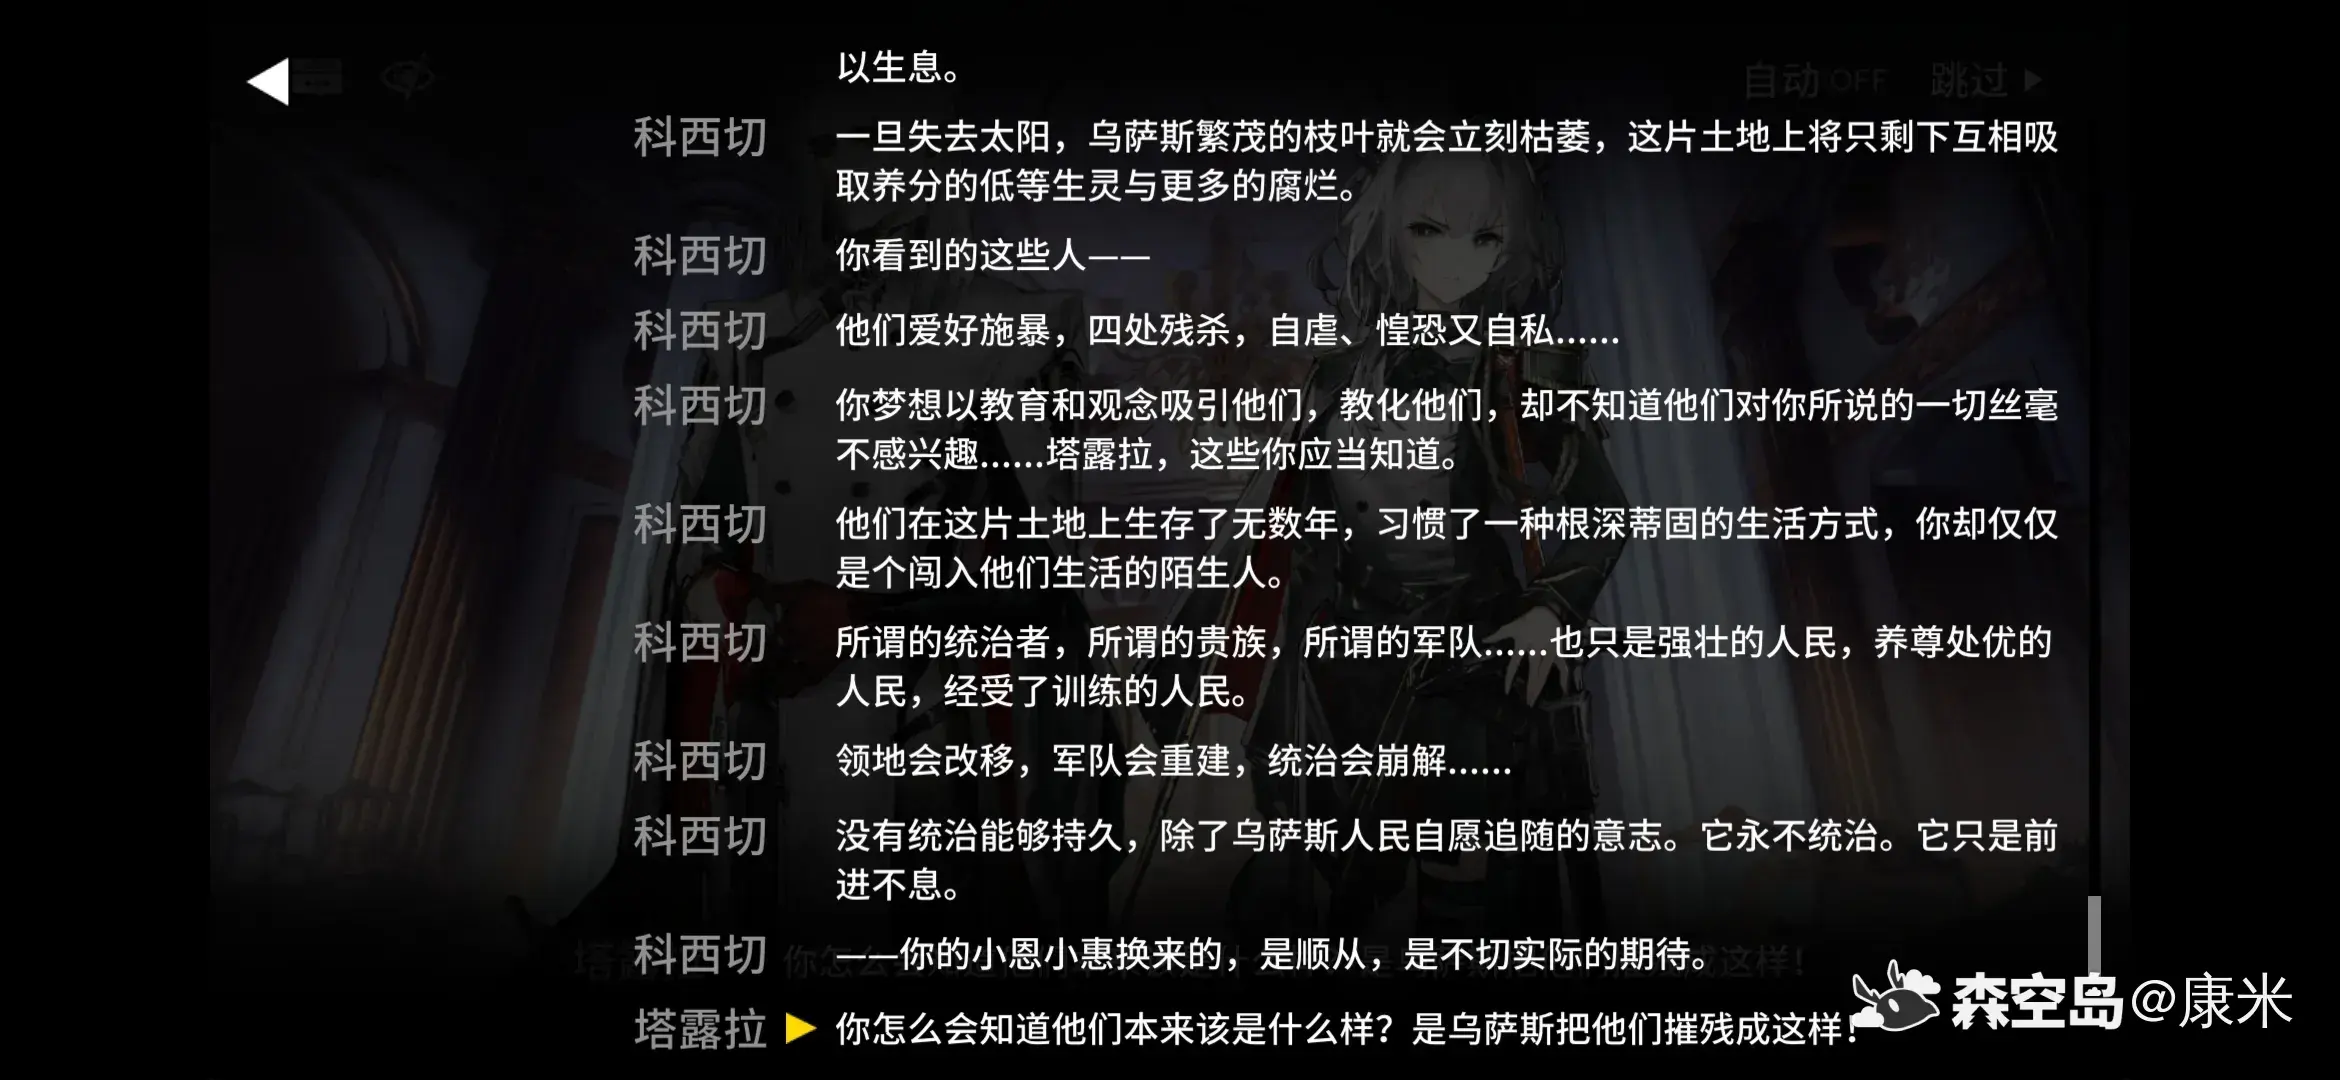 以生息。
自动 OFF 跳过
科西切 一旦失去太阳，乌萨斯繁茂的枝叶就会立刻枯萎，这片土地上将只剩下互相吸
取养分的低等生灵与更多的腐烂。
科西切 你看到的这些人——
科西切 他们爱好施暴，四处残杀，自虐、惶恐又自私......
科西切 你梦想以教育和观念吸引他们，教化他们，却不知道他们对你所说的一切丝毫
不感兴趣......塔露拉，这些你应当知道。
科西切 他们在这片土地上生存了无数年，习惯了一种根深蒂固的生活方式，你却仅仅
是个闯入他们生活的陌生人。
科西切 所谓的统治者，所谓的贵族，所谓的军队......也只是强壮的人民，养尊处优的
人民，经受了训练的人民。
科西切 领地会改移，军队会重建，统治会崩解......
科西切 没有统治能够持久，除了乌萨斯人民自愿追随的意志。它永不统治。它只是前
进不息。
科西切 ——你的小恩小惠换来的，是顺从，是不切实际的期待。
塔露拉 你怎么会知道他们本来该是什么样？是乌萨斯把他们摧残成这样！
森空岛@康米